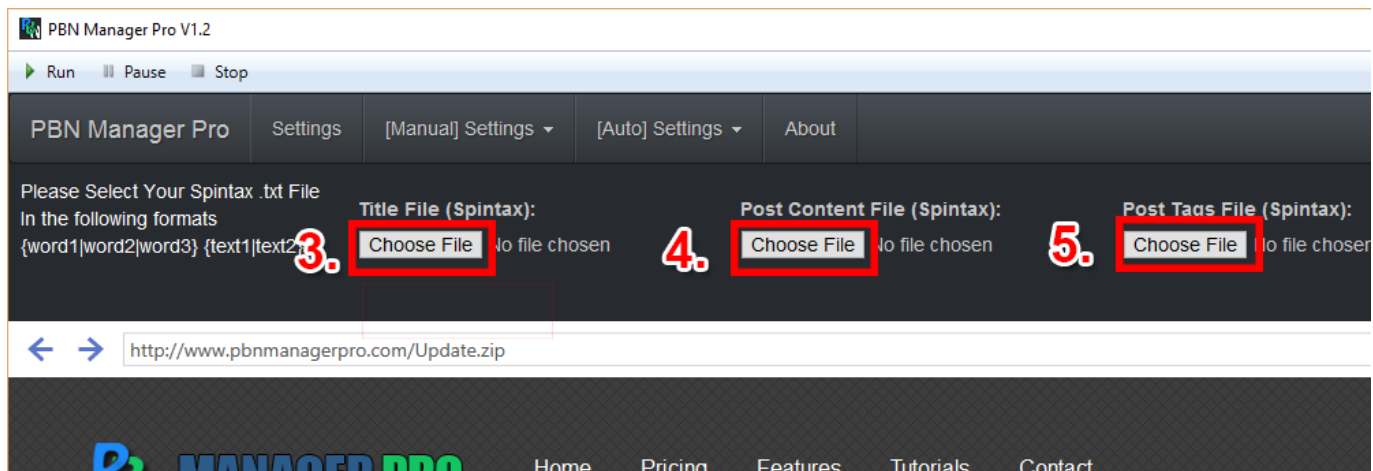 PBN Manager Pro V1.2
Run Pause Stop
PBN Manager Pro Settings [Manual] Settings [Auto] Settings About
Please Select Your Spintax .txt File
In the following formats
{word1|word2|word3} {text1|text2}
Title File (Spintax):
3. Choose File No file chosen
Post Content File (Spintax):
4. Choose File No file chosen
Post Tags File (Spintax):
5. Choose File No file chosen
http://www.pbnmanagerpro.com/Update.zip
MANAGER PRO Home Pricing Features Tutorials Contact